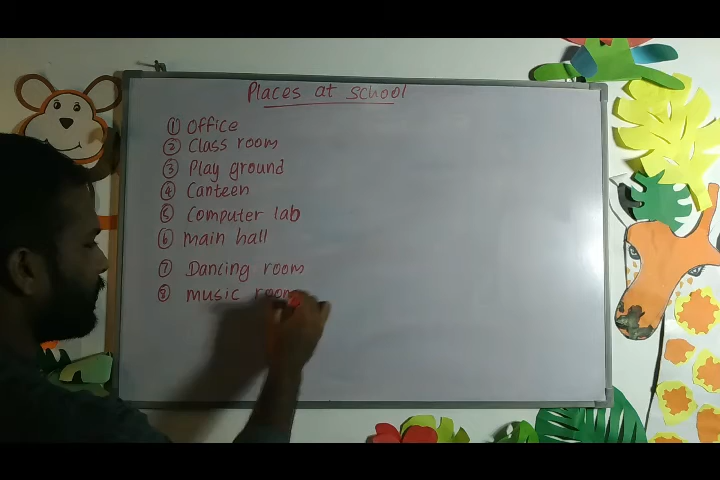 Places at school
① Office
② Class room
③ Play ground
④ Canteen
⑤ Computer lab
⑥ main hall
⑦ Dancing room
⑧ music room